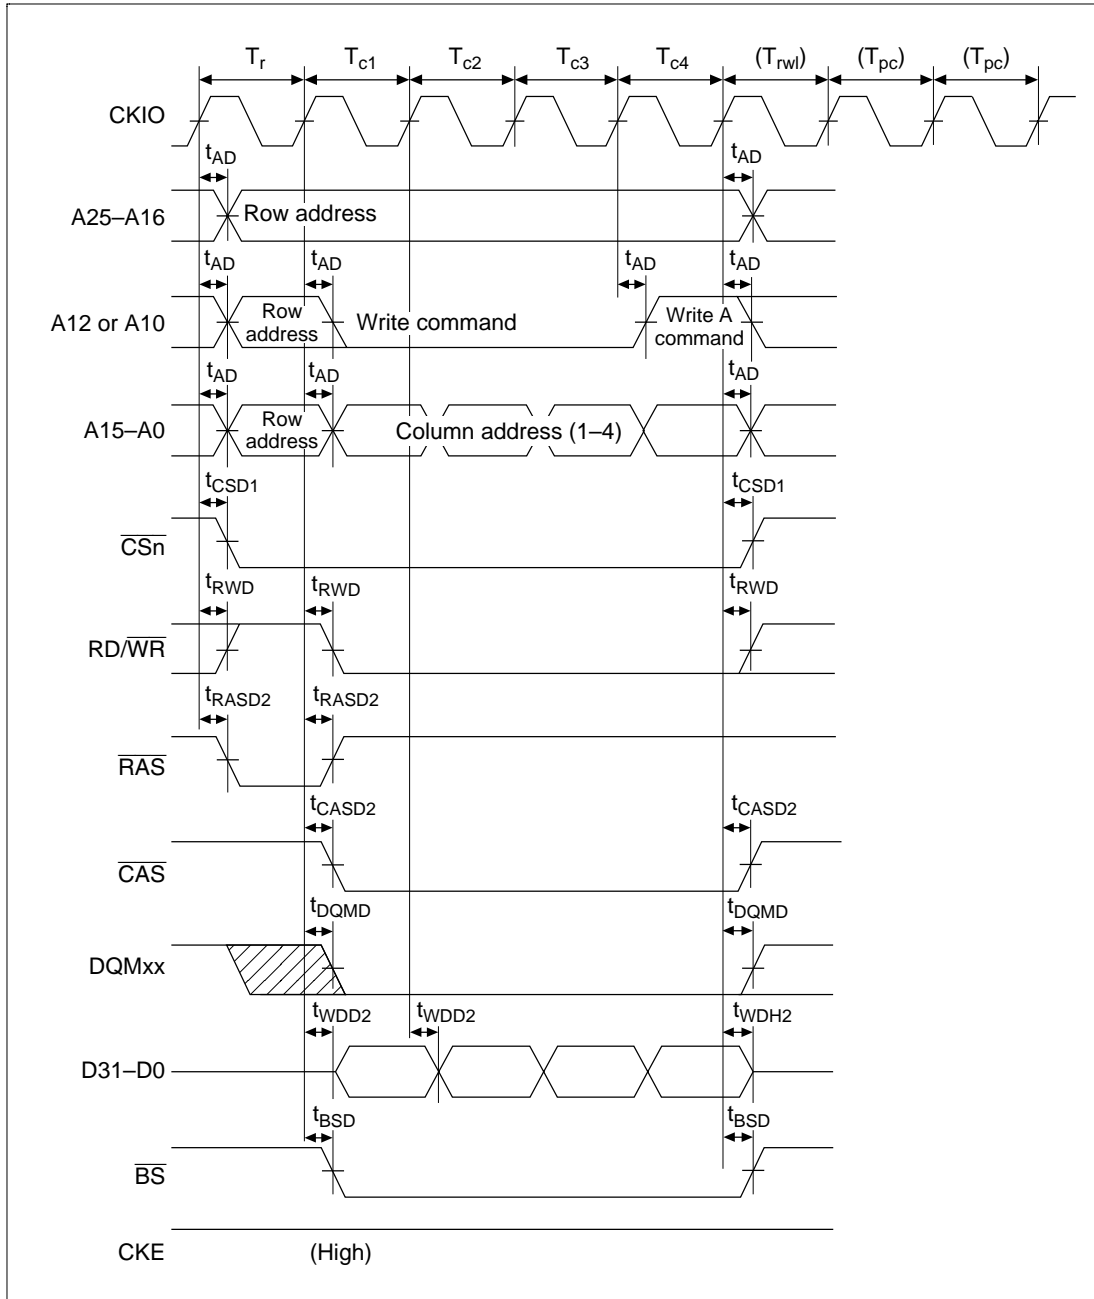 Tr Tc1 Tc2 Tc3 Tc4 (Trwl) (Tpc) (Tpc)
CKIO
tAD tAD
A25–A16 Row address
tAD tAD tAD tAD
A12 or A10 Row address Write command Write A command
tAD tAD tAD
A15–A0 Row address Column address (1–4)
tCSD1 tCSD1
CSn
tRWD tRWD tRWD
RD/WR
tRASD2 tRASD2
RAS
tCASD2 tCASD2
CAS
tDQMD tDQMD
DQMxx
tWDD2 tWDD2 tWDH2
D31–D0
tBSD tBSD
BS
CKE (High)